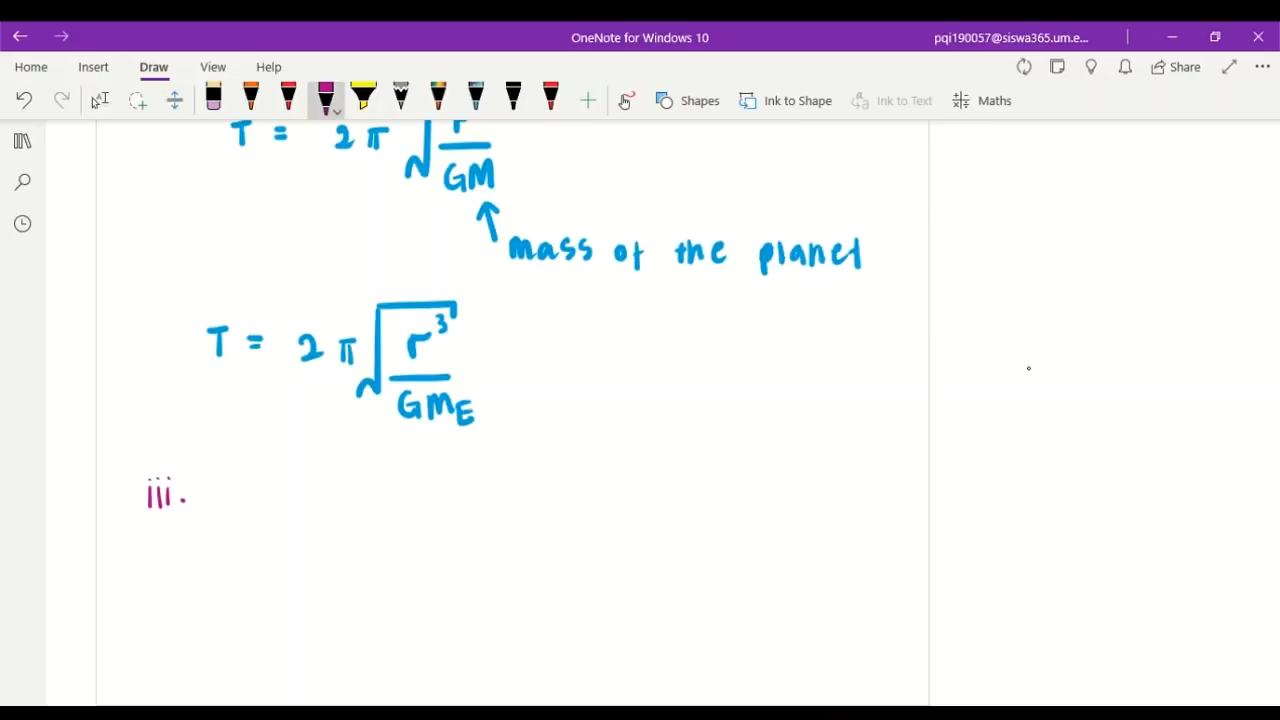 OneNote for Windows 10
pqi190057@siswa365.um.e...
Home Insert Draw View Help
Share
Shapes Ink to Shape Ink to Text Maths
T = 2π √ r / GM
mass of the planet
T = 2π √ r³ / GM_E
iii.